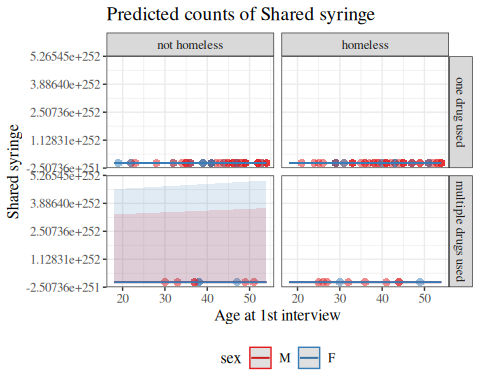 Predicted counts of Shared syringe
not homeless homeless
5.26545e+252
3.88640e+252
2.50736e+252
1.12831e+252
-2.50736e+251
one drug used
5.26545e+252
3.88640e+252
2.50736e+252
1.12831e+252
-2.50736e+251
multiple drugs used
Shared syringe
20 30 40 50 20 30 40 50
Age at 1st interview
sex M F